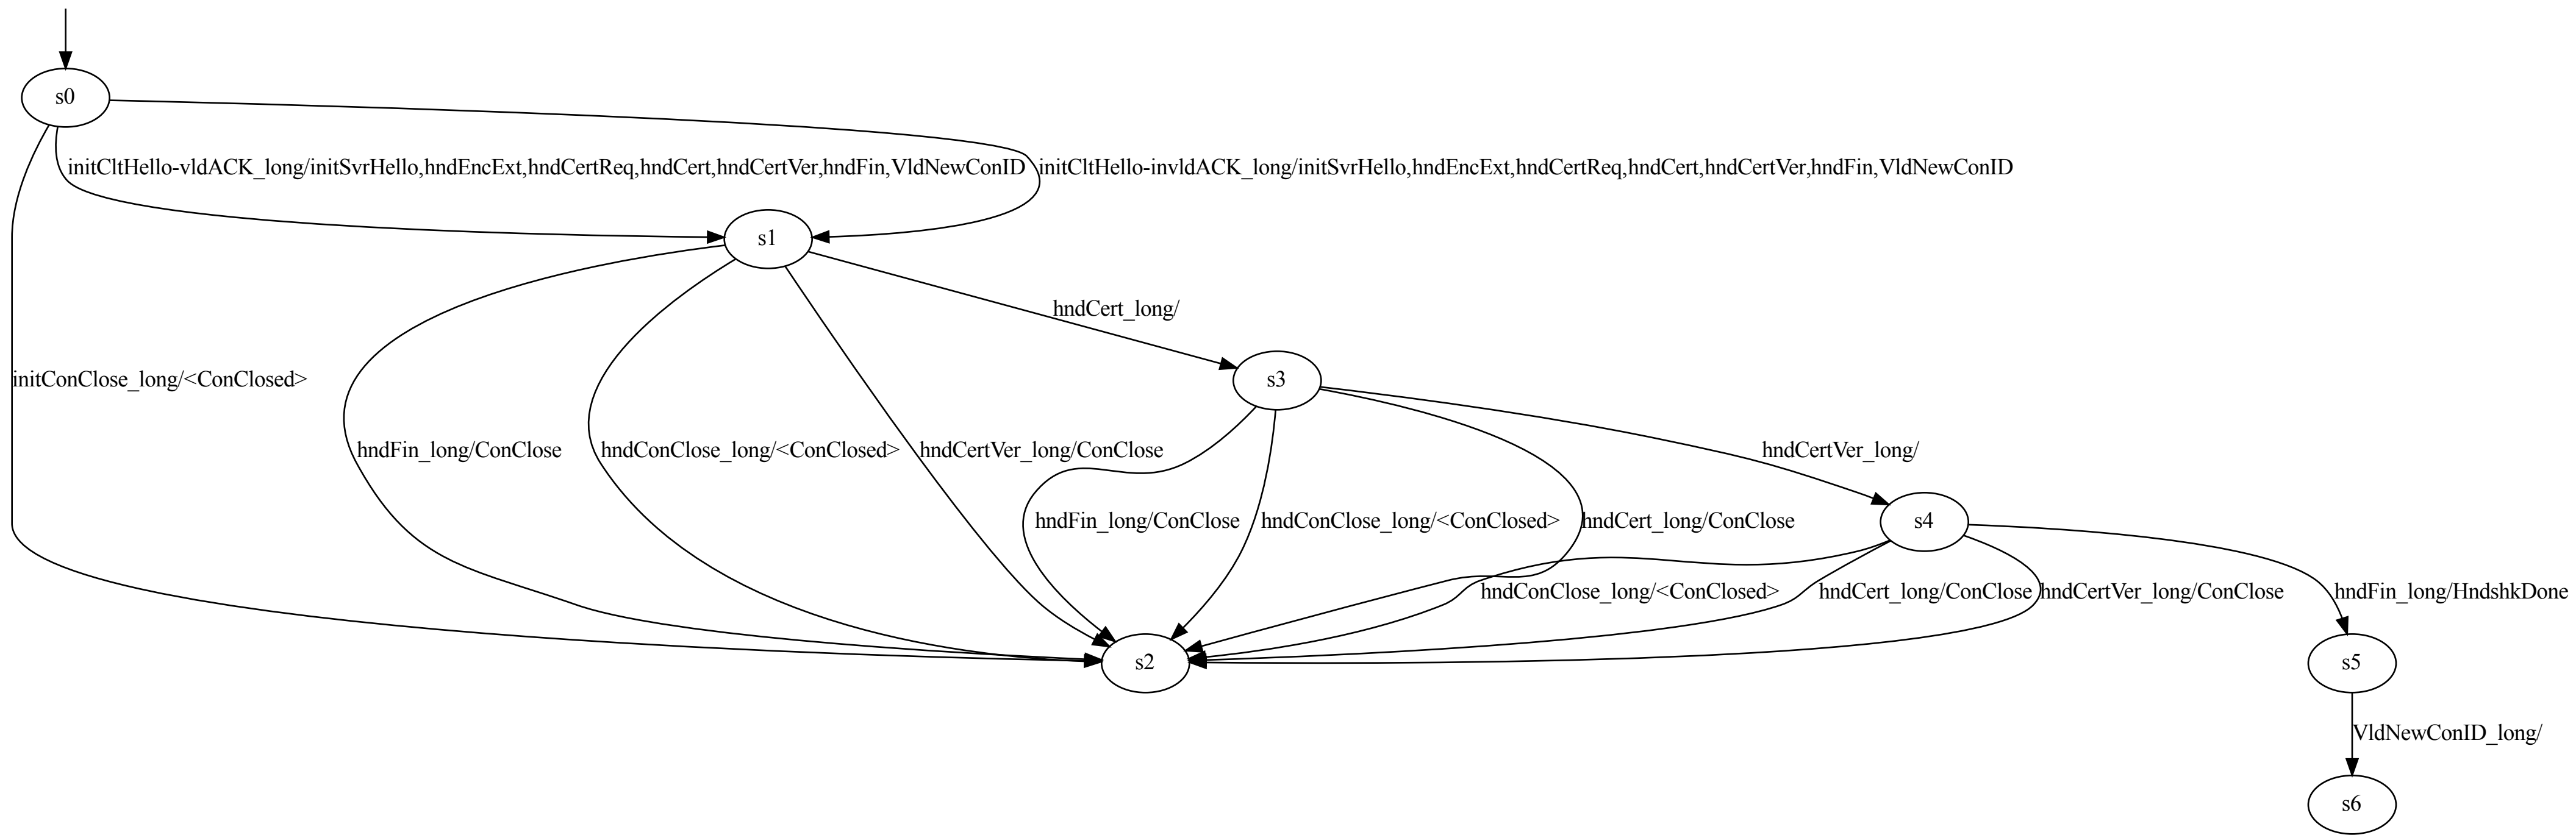 s0
initCltHello-vldACK_long/initSvrHello,hndEncExt,hndCertReq,hndCert,hndCertVer,hndFin,VldNewConID
initCltHello-invldACK_long/initSvrHello,hndEncExt,hndCertReq,hndCert,hndCertVer,hndFin,VldNewConID
s1
hndCert_long/
initConClose_long/<ConClosed>
s3
hndFin_long/ConClose
hndConClose_long/<ConClosed>
hndCertVer_long/ConClose
hndCertVer_long/
hndFin_long/ConClose
hndConClose_long/<ConClosed>
hndCert_long/ConClose
s4
hndConClose_long/<ConClosed>
hndCert_long/ConClose
hndCertVer_long/ConClose
hndFin_long/HndshkDone
s2
s5
VldNewConID_long/
s6